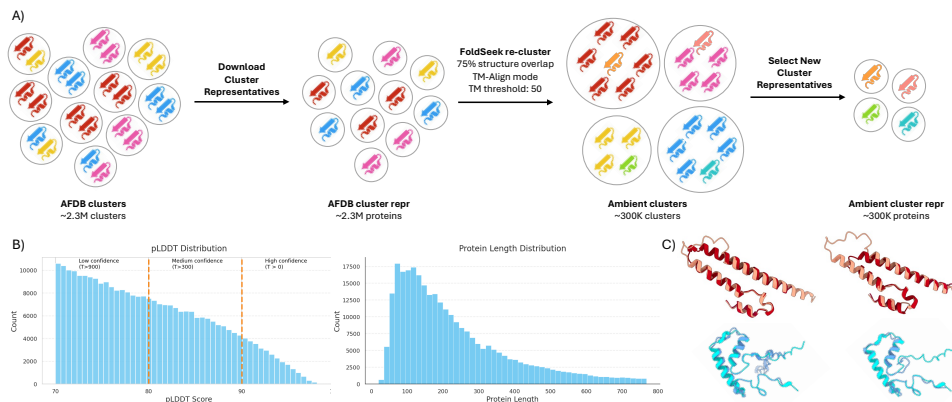 A)
Download
Cluster
Representatives
FoldSeek re-cluster
75% structure overlap
TM-Align mode
TM threshold: 50
Select New
Cluster
Representatives
AFDB clusters
~2.3M clusters
AFDB cluster repr
~2.3M proteins
Ambient clusters
~300K clusters
Ambient cluster repr
~300K proteins
B)
pLDDT Distribution
Low confidence
(T>900)
Medium confidence
(T>300)
High confidence
(T > 0)
Count
10000
8000
6000
4000
2000
0
70
80
90
pLDDT Score
Protein Length Distribution
Count
17500
15000
12500
10000
7500
5000
2500
0
0
100
200
300
400
500
600
700
800
Protein Length
C)